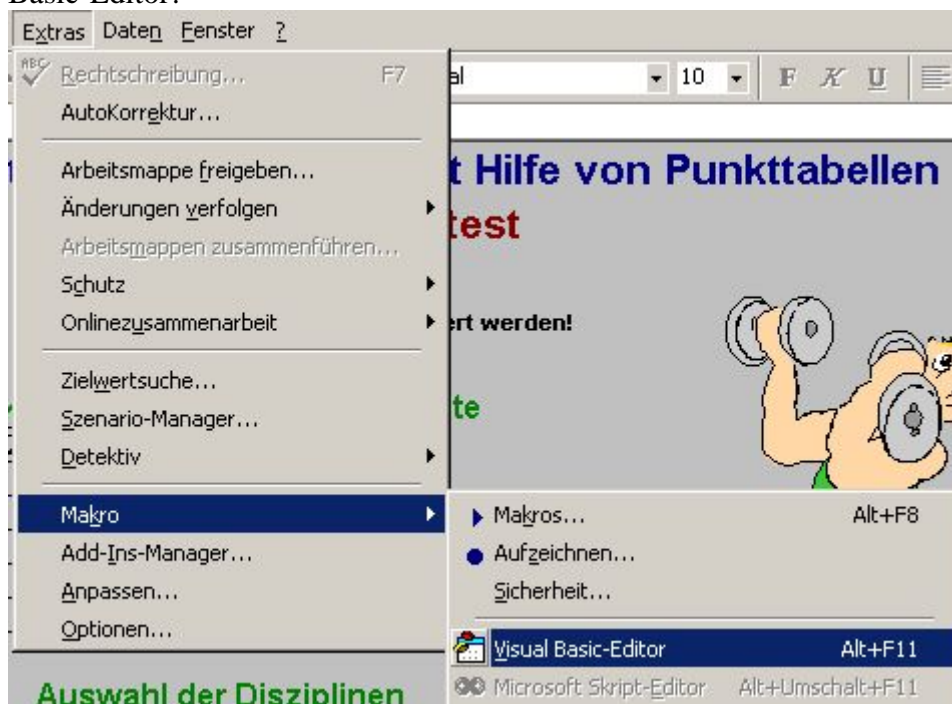 Basic-Editor:
Extras Daten Fenster ?
Rechtschreibung... F7
al 10 F K U
AutoKorrektur...
Arbeitsmappe freigeben...
t Hilfe von Punkttabellen
Änderungen verfolgen
test
Arbeitsmappen zusammenführen...
Schutz
Onlinezusammenarbeit
ert werden!
Zielwertsuche...
Szenario-Manager...
te
Detektiv
Makro
Makros... Alt+F8
Add-Ins-Manager...
Aufzeichnen...
Anpassen...
Sicherheit...
Optionen...
Visual Basic-Editor Alt+F11
Microsoft Skript-Editor Alt+Umschalt+F11
Auswahl der Disziplinen